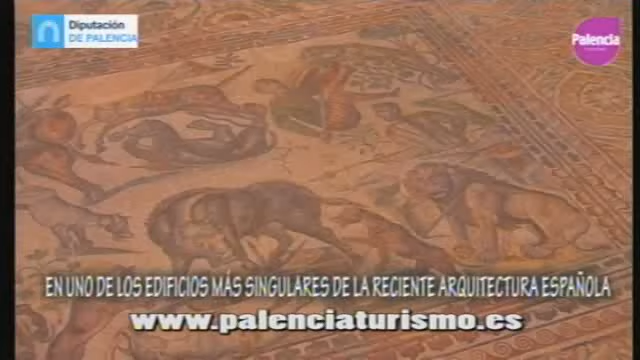 Diputación
DE PALENCIA
Palencia
EN UNO DE LOS EDIFICIOS MÁS SINGULARES DE LA RECIENTE ARQUITECTURA ESPAÑOLA
www.palenciaturismo.es